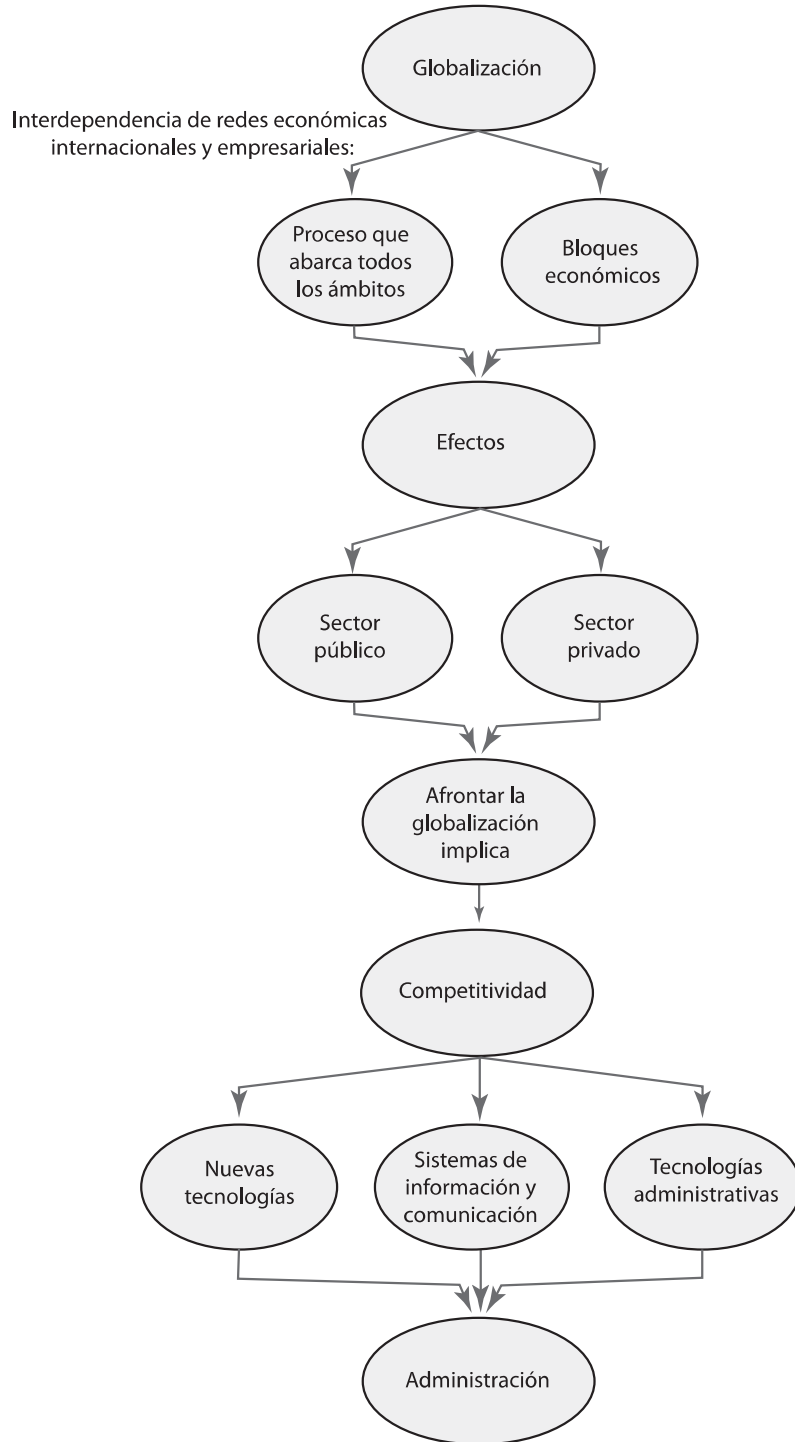 Globalización
Interdependencia de redes económicas
internacionales y empresariales:
Proceso que
abarca todos
los ámbitos
Bloques
económicos
Efectos
Sector
público
Sector
privado
Afrontar la
globalización
implica
Competitividad
Nuevas
tecnologías
Sistemas de
información y
comunicación
Tecnologías
administrativas
Administración